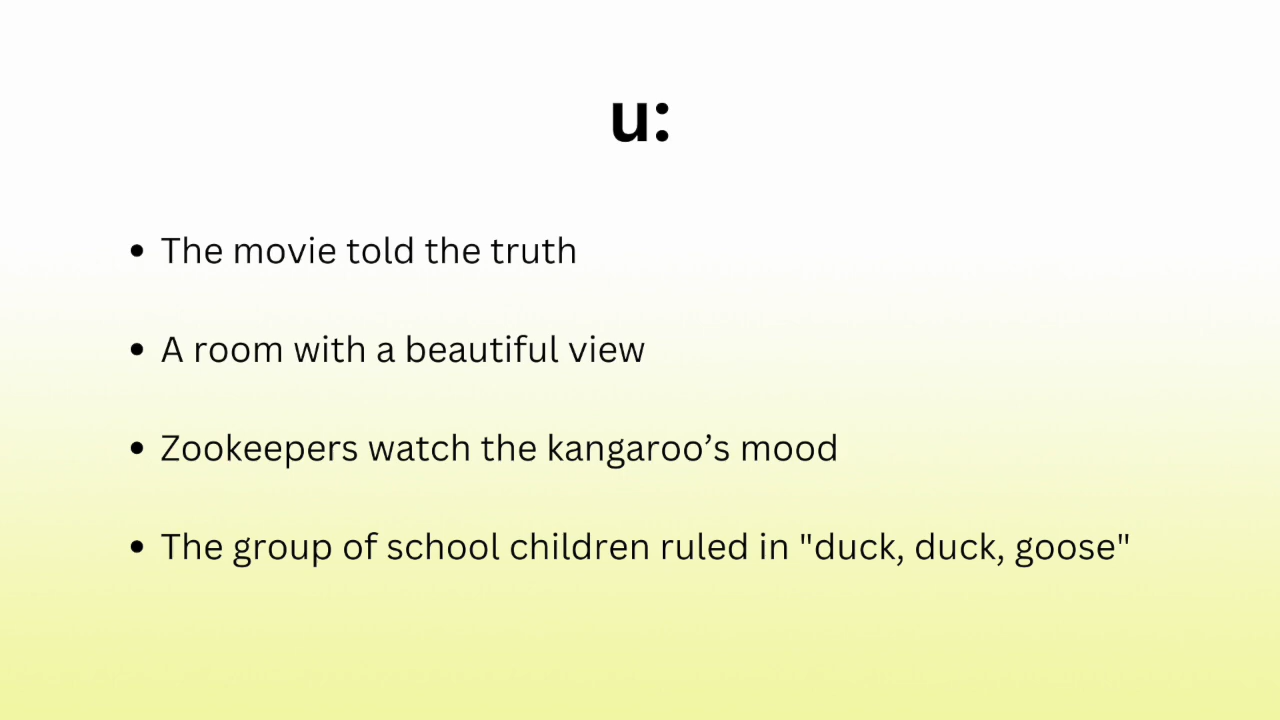 u:
• The movie told the truth
• A room with a beautiful view
• Zookeepers watch the kangaroo’s mood
• The group of school children ruled in "duck, duck, goose"